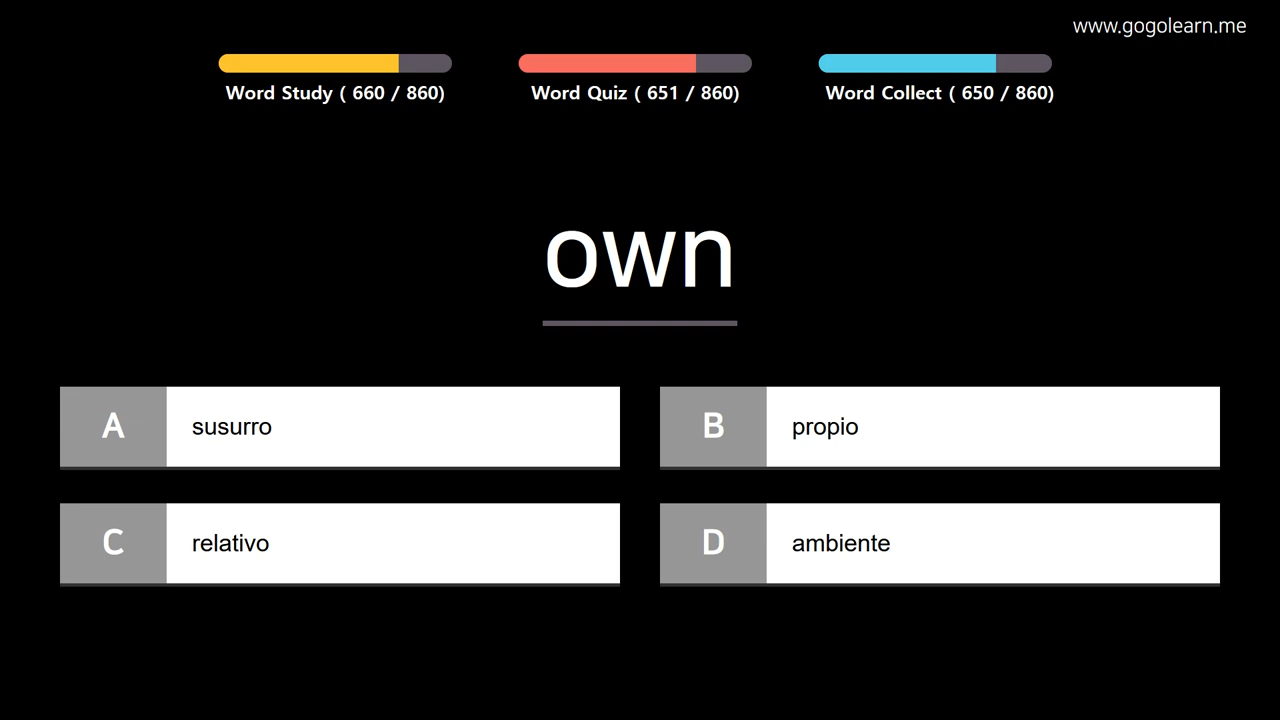 www.gogolearn.me
Word Study ( 660 / 860)
Word Quiz ( 651 / 860)
Word Collect ( 650 / 860)
own
A susurro
B propio
C relativo
D ambiente